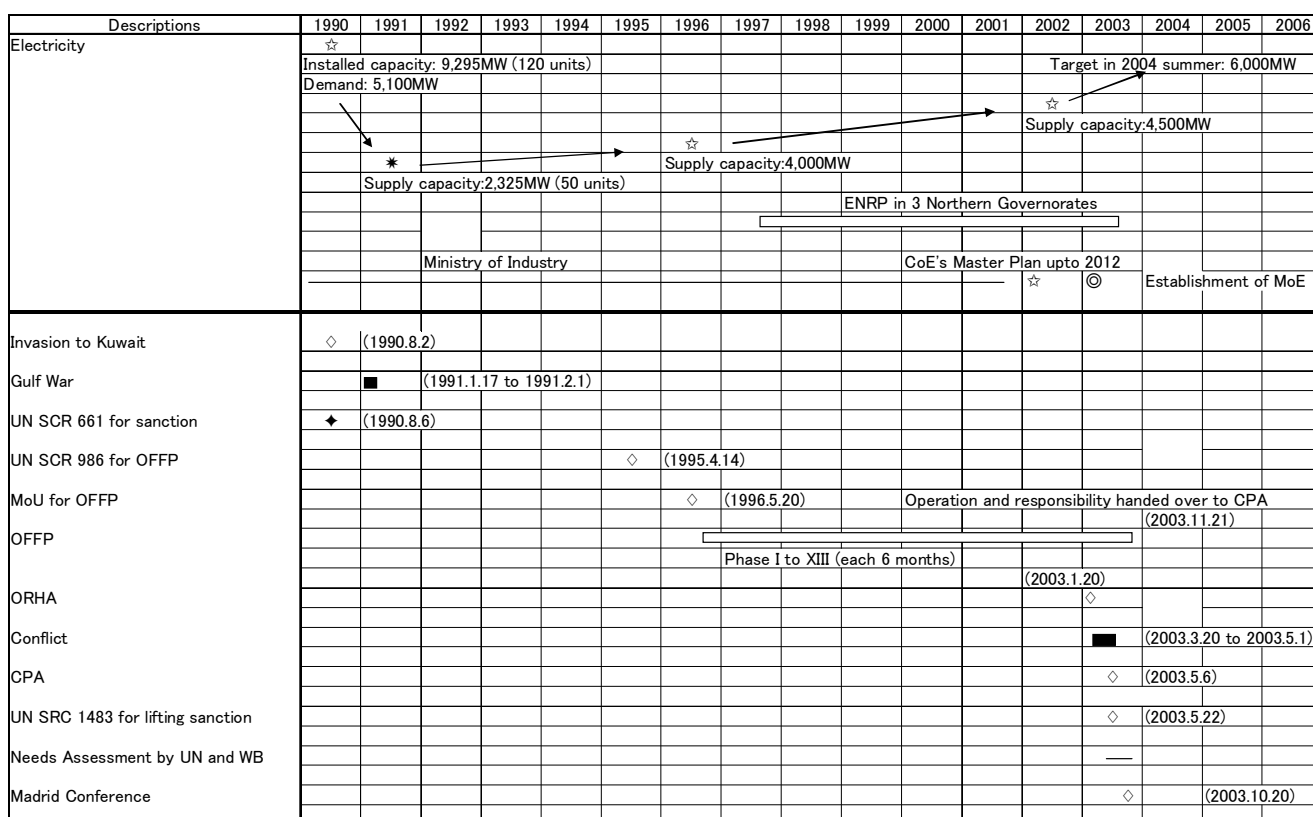 Descriptions 1990 1991 1992 1993 1994 1995 1996 1997 1998 1999 2000 2001 2002 2003 2004 2005 2006
Electricity ☆
Installed capacity: 9,295MW (120 units) Target in 2004 summer: 6,000MW
Demand: 5,100MW
☆
Supply capacity:4,500MW
☆
Supply capacity:4,000MW
Supply capacity:2,325MW (50 units)
ENRP in 3 Northern Governorates
Ministry of Industry CoE's Master Plan upto 2012
☆ ◎ Establishment of MoE
Invasion to Kuwait ◇ (1990.8.2)
Gulf War ■ (1991.1.17 to 1991.2.1)
UN SCR 661 for sanction ✦ (1990.8.6)
UN SCR 986 for OFFP ◇ (1995.4.14)
MoU for OFFP ◇ (1996.5.20) Operation and responsibility handed over to CPA
(2003.11.21)
OFFP
Phase I to XIII (each 6 months)
(2003.1.20)
ORHA ◇
Conflict (2003.3.20 to 2003.5.1)
CPA ◇ (2003.5.6)
UN SRC 1483 for lifting sanction ◇ (2003.5.22)
Needs Assessment by UN and WB
Madrid Conference ◇ (2003.10.20)